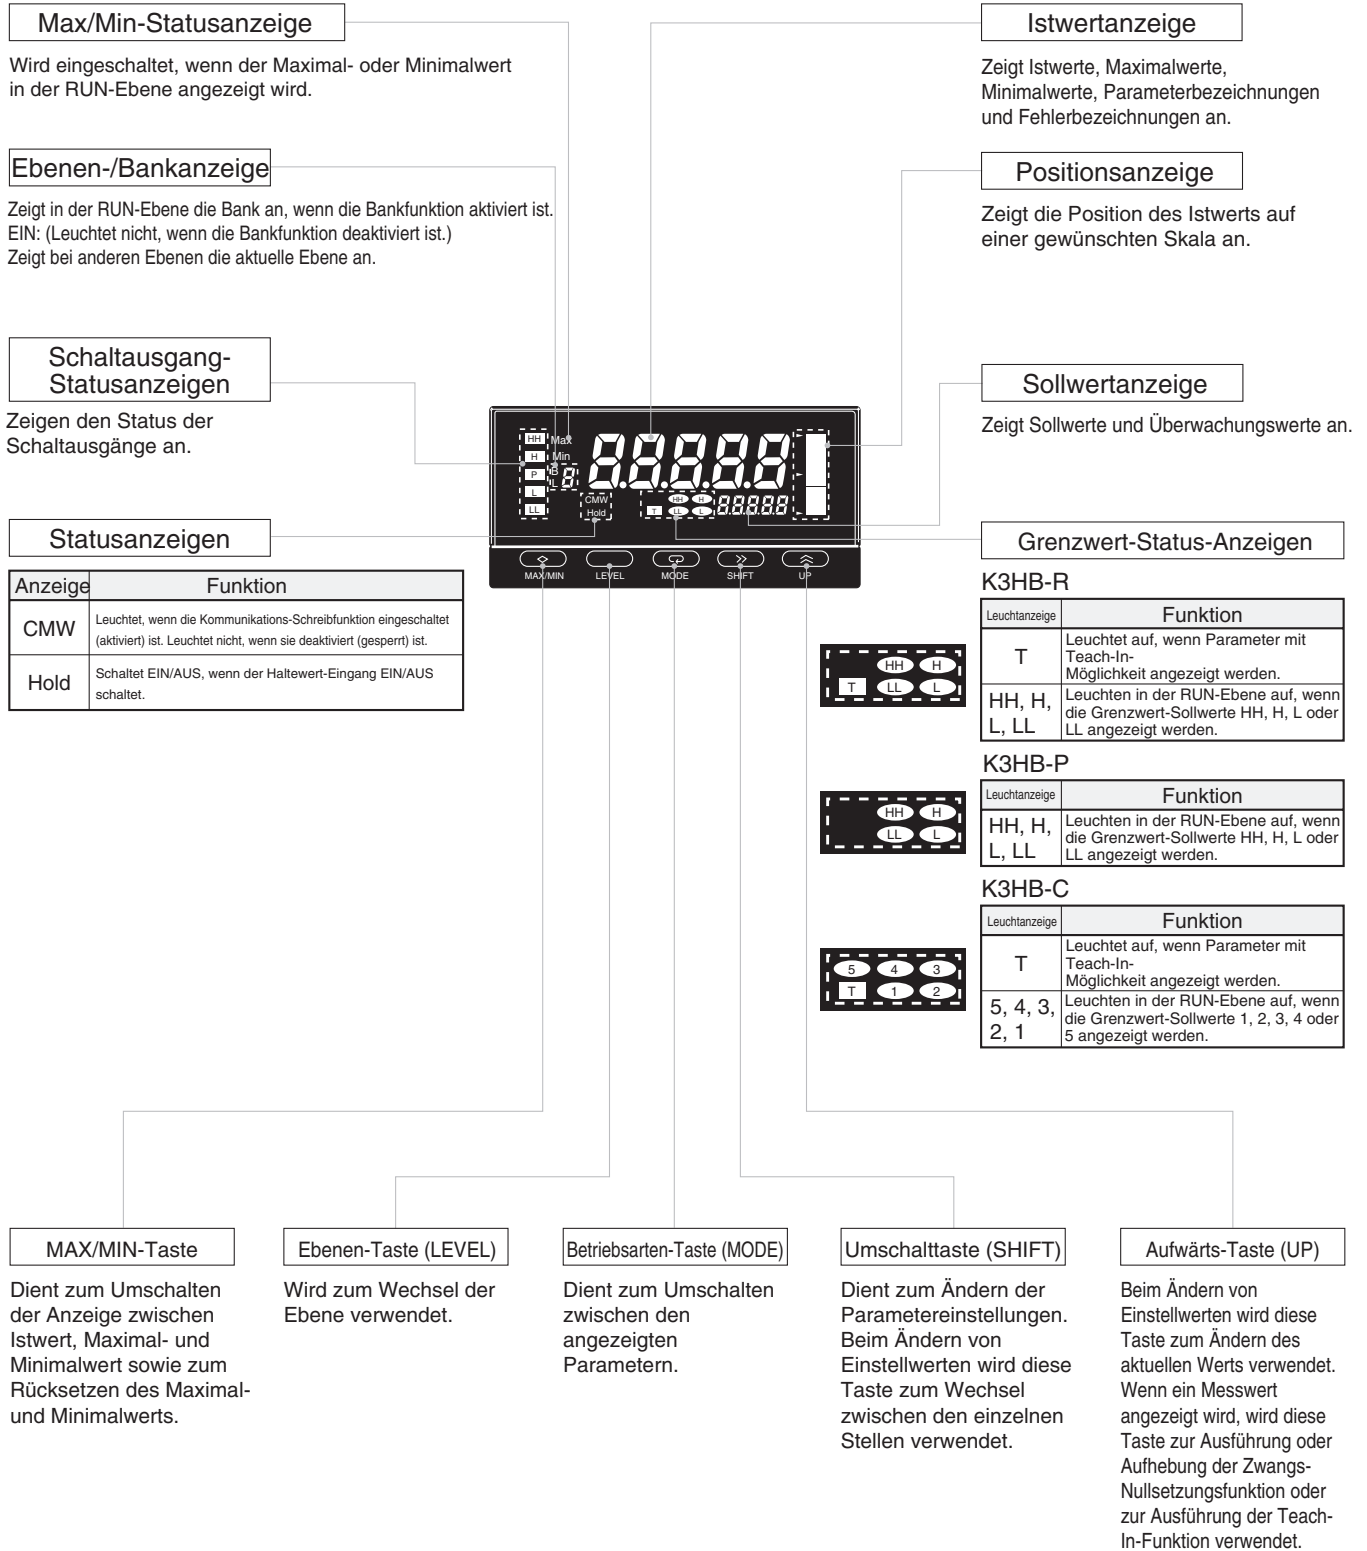 Max/Min-Statusanzeige
Wird eingeschaltet, wenn der Maximal- oder Minimalwert
in der RUN-Ebene angezeigt wird.
Istwertanzeige
Zeigt Istwerte, Maximalwerte,
Minimalwerte, Parameterbezeichnungen
und Fehlerbezeichnungen an.
Ebenen-/Bankanzeige
Zeigt in der RUN-Ebene die Bank an, wenn die Bankfunktion aktiviert ist.
EIN: (Leuchtet nicht, wenn die Bankfunktion deaktiviert ist.)
Zeigt bei anderen Ebenen die aktuelle Ebene an.
Positionsanzeige
Zeigt die Position des Istwerts auf
einer gewünschten Skala an.
Schaltausgang-
Statusanzeigen
Zeigen den Status der
Schaltausgänge an.
Sollwertanzeige
Zeigt Sollwerte und Überwachungswerte an.
HH Max
H Min
P B
L L
LL
8
88888
CMW
Hold
HH H
T LL L
88888
MAX/MIN LEVEL MODE SHIFT UP
Statusanzeigen
Anzeige Funktion
CMW Leuchtet, wenn die Kommunikations-Schreibfunktion eingeschaltet
(aktiviert) ist. Leuchtet nicht, wenn sie deaktiviert (gesperrt) ist.
Hold Schaltet EIN/AUS, wenn der Haltewert-Eingang EIN/AUS
schaltet.
Grenzwert-Status-Anzeigen
K3HB-R
HH H
T LL L
Leuchtanzeige Funktion
T Leuchtet auf, wenn Parameter mit
Teach-In-
Möglichkeit angezeigt werden.
HH, H, L, LL Leuchten in der RUN-Ebene auf, wenn
die Grenzwert-Sollwerte HH, H, L oder
LL angezeigt werden.
K3HB-P
HH H
LL L
Leuchtanzeige Funktion
HH, H, L, LL Leuchten in der RUN-Ebene auf, wenn
die Grenzwert-Sollwerte HH, H, L oder
LL angezeigt werden.
K3HB-C
5 4 3
T 1 2
Leuchtanzeige Funktion
T Leuchtet auf, wenn Parameter mit
Teach-In-
Möglichkeit angezeigt werden.
5, 4, 3, 2, 1 Leuchten in der RUN-Ebene auf, wenn
die Grenzwert-Sollwerte 1, 2, 3, 4 oder
5 angezeigt werden.
MAX/MIN-Taste
Dient zum Umschalten
der Anzeige zwischen
Istwert, Maximal- und
Minimalwert sowie zum
Rücksetzen des Maximal-
und Minimalwerts.
Ebenen-Taste (LEVEL)
Wird zum Wechsel der
Ebene verwendet.
Betriebsarten-Taste (MODE)
Dient zum Umschalten
zwischen den
angezeigten
Parametern.
Umschalttaste (SHIFT)
Dient zum Ändern der
Parametereinstellungen.
Beim Ändern von
Einstellwerten wird diese
Taste zum Wechsel
zwischen den einzelnen
Stellen verwendet.
Aufwärts-Taste (UP)
Beim Ändern von
Einstellwerten wird diese
Taste zum Ändern des
aktuellen Werts verwendet.
Wenn ein Messwert
angezeigt wird, wird diese
Taste zur Ausführung oder
Aufhebung der Zwangs-
Nullsetzungsfunktion oder
zur Ausführung der Teach-
In-Funktion verwendet.